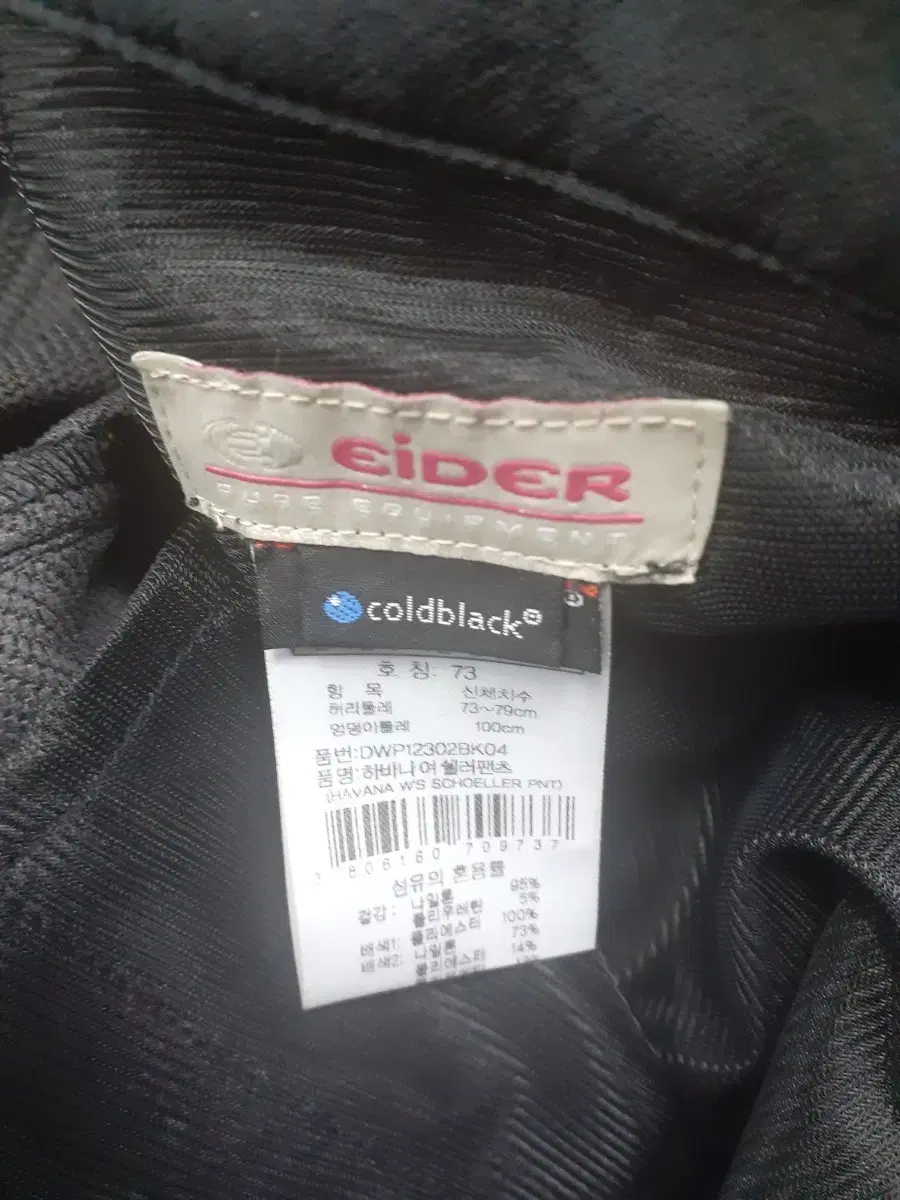 EiDER
PURE EQUIPMENT
coldblack®
호 칭: 73
항 목 신체치수
허리둘레 73~79cm
엉덩이둘레 100cm
품번:DWP12302BK04
품명:하바나 여 쉘러팬츠
(HAVANA W'S SCHOELLER PNT)
8 806160 709737
섬유의 혼용률
겉감: 나일론 95%
폴리우레탄 5%
배색1: 폴리에스터 100%
배색2: 나일론 73%
폴리에스터 14%